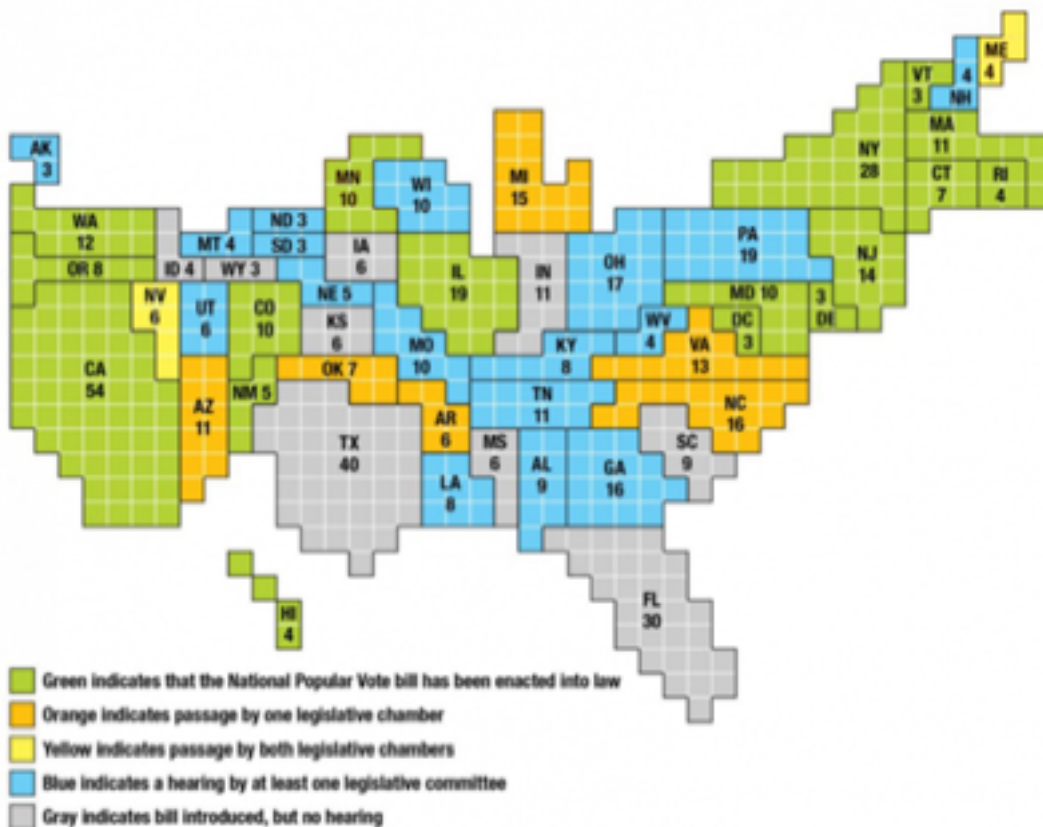 ME
4
VT
3
4
NH
MA
11
AK
3
NY
28
CT
7
RI
4
MN
10
WI
10
MI
15
WA
12
ND 3
MT 4
SD 3
IA
6
PA
19
OR 8
ID 4
WY 3
IL
19
IN
11
OH
17
NJ
14
NV
6
UT
6
CO
10
NE 5
KS
6
MD 10
3
DE
DC
3
WV
4
VA
13
MO
10
KY
8
CA
54
OK 7
AZ
11
NM 5
TN
11
NC
16
AR
6
TX
40
MS
6
AL
9
GA
16
SC
9
LA
8
FL
30
HI
4
Green indicates that the National Popular Vote bill has been enacted into law
Orange indicates passage by one legislative chamber
Yellow indicates passage by both legislative chambers
Blue indicates a hearing by at least one legislative committee
Gray indicates bill introduced, but no hearing